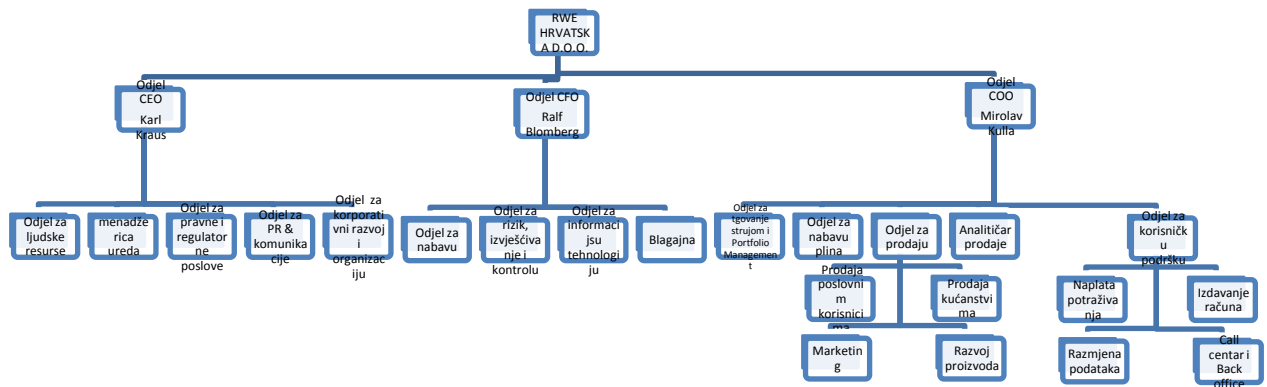 RWE
HRVATSK
A D.O.O.
Odjel
CEO
Karl
Kraus
Odjel CFO
Ralf
Blomberg
Odjel
COO
Mirolav
Kulla
Odjel za
ljudske
resurse
menadže
rica
ureda
Odjel za
pravne i
regulator
ne
poslove
Odjel za
PR &
komunika
cije
Odjel za
korporati
vni razvoj
i
organizac
iju
Odjel za
nabavu
Odjel za
rizik,
izvješćiva
nje i
kontrolu
Odjel za
informaci
jsu
tehnologi
ju
Blagajna
Odjel za
tgovanje
strujom i
Portfolio
Managemen
t
Odjel za
nabavu
plina
Odjel za
prodaju
Analitičar
prodaje
Odjel za
korisničk
u
podršku
Prodaja
poslovni
m
korisnici
ma
Prodaja
kućanstvi
ma
Marketin
g
Razvoj
proizvoda
Naplata
potraživa
nja
Izdavanje
računa
Razmjena
podataka
Call
centar i
Back
office